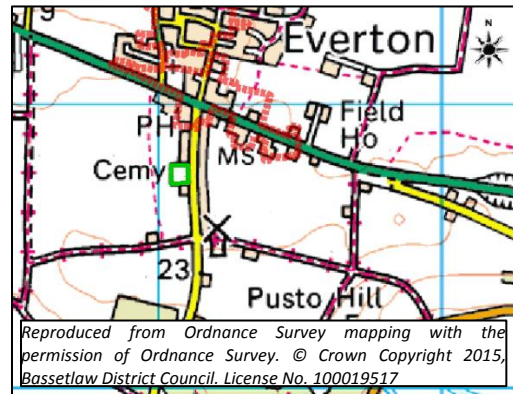 9
Everton
N
PH
MS
Field
Ho
Cemy
23
Pusto Hill
Reproduced from Ordnance Survey mapping with the
permission of Ordnance Survey. © Crown Copyright 2015,
Bassetlaw District Council. License No. 100019517